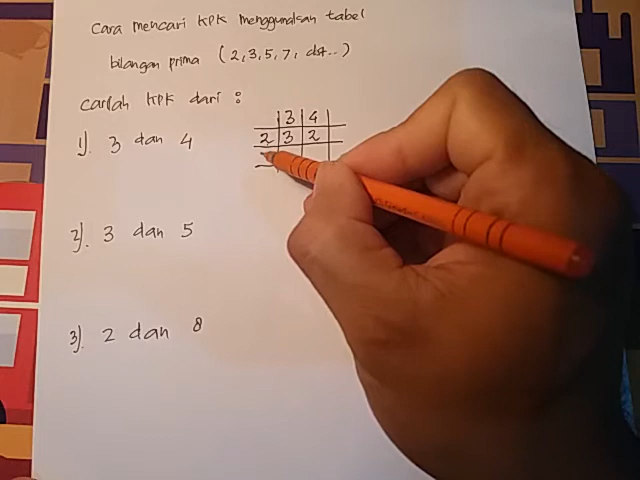 Cara mencari KPK menggunakan tabel
bilangan prima (2, 3, 5, 7, dst..)
Carilah KPK dari :
1). 3 dan 4
3 4
2 3 2
2). 3 dan 5
3). 2 dan 8